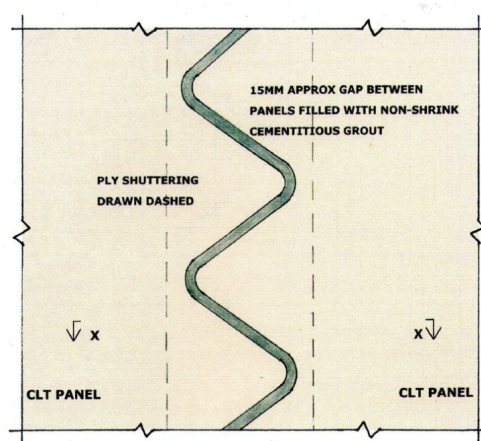 15MM APPROX GAP BETWEEN
PANELS FILLED WITH NON-SHRINK
CEMENTITIOUS GROUT
PLY SHUTTERING
DRAWN DASHED
X
X
CLT PANEL
CLT PANEL